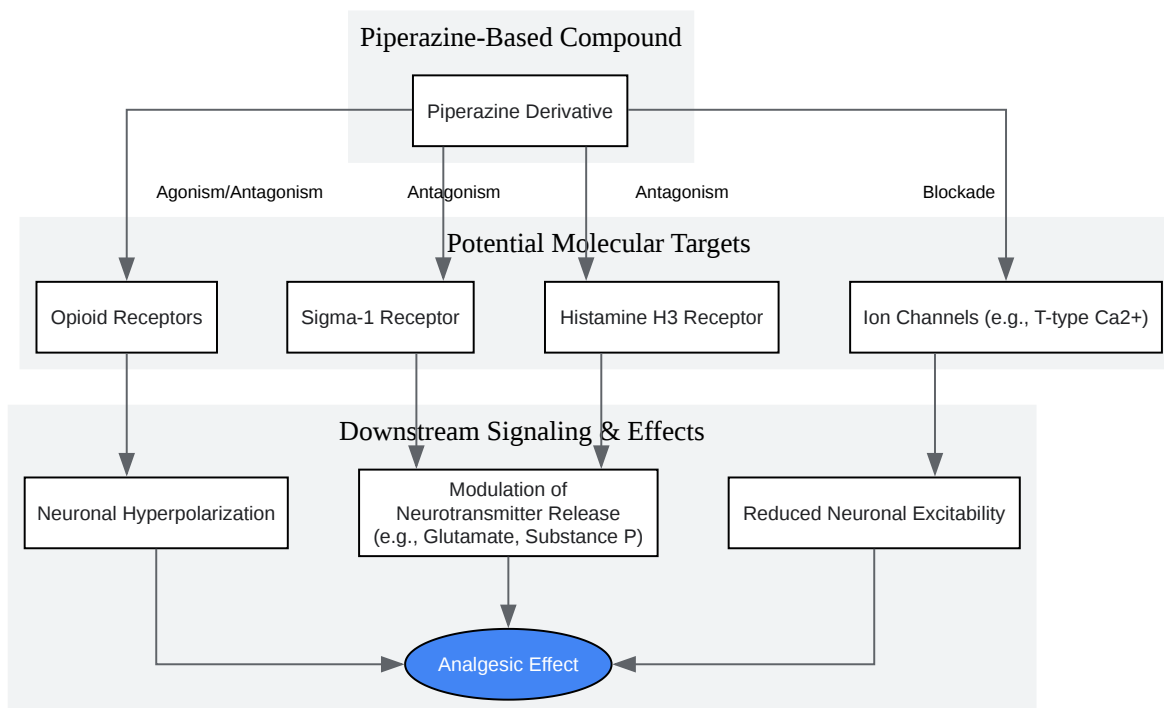 Piperazine-Based Compound
Piperazine Derivative
Agonism/Antagonism
Antagonism
Antagonism
Blockade
Potential Molecular Targets
Opioid Receptors
Sigma-1 Receptor
Histamine H3 Receptor
Ion Channels (e.g., T-type Ca2+)
Downstream Signaling & Effects
Neuronal Hyperpolarization
Modulation of
Neurotransmitter Release
(e.g., Glutamate, Substance P)
Reduced Neuronal Excitability
Analgesic Effect